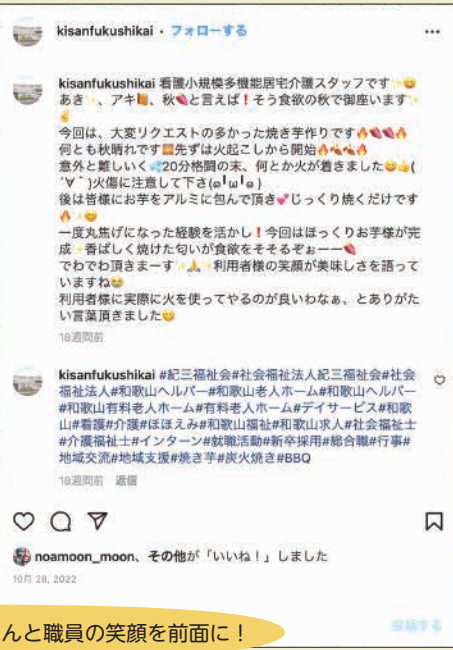 kisanfukushikai・フォローする
kisanfukushikai 看護小規模多機能居宅介護スタッフです✨😄
あき✨、アキ🍁、秋🍠と言えば❗そう食欲の秋で御座います✨
✌
今回は、大変リクエストの多かった焼き芋作りです🔥🍠🍠🔥
何とも秋晴れです🌅先ずは火起こしから開始🔥🔥🔥
意外と難しいく💦20分格闘の末、何とか火が着きました😄👍(
´∀｀)火傷に注意して下さ(๑╹ω╹๑)
後は皆様にお芋をアルミに包んで頂き💕じっくり焼くだけです
🔥✨😄
一度丸焦げになった経験を活かし！今回はほっくりお芋様が完
成✨香ばしく焼けた匂いが食欲をそそるぞぉーー🍠
でわでわ頂きまーす✨🙏✨利用者様の笑顔が美味しさを語って
いますね😆
利用者様に実際に火を使ってやるのが良いわなぁ、とありがた
い言葉頂きました😄
18週間前
kisanfukushikai #紀三福祉会#社会福祉法人紀三福祉会#社会
福祉法人#和歌山ヘルパー#和歌山老人ホーム#和歌山ヘルパー
#和歌山有料老人ホーム#有料老人ホーム#デイサービス#和歌
山#看護#介護#ほほえみ#和歌山福祉#和歌山求人#社会福祉士
#介護福祉士#インターン#就職活動#新卒採用#総合職#行事#
地域交流#地域支援#焼き芋#炭火焼き#BBQ
18週間前 返信
noamoon_moon、その他が「いいね！」しました
10月 28, 2022
投稿する
んと職員の笑顔を前面に！